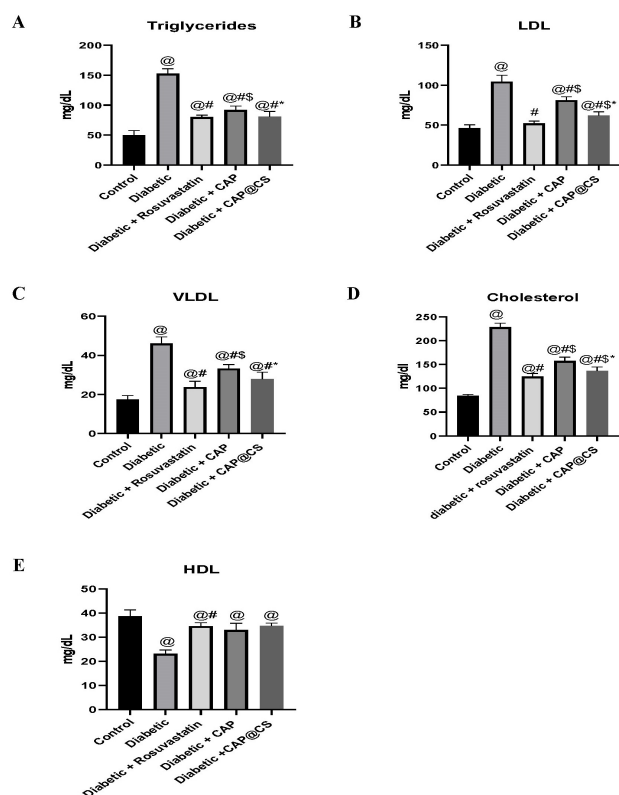 A
Triglycerides
mg/dL
200
150
100
50
0
@
@#
@#$
@#*
Control
Diabetic
Diabetic + Rosuvastatin
Diabetic + CAP
Diabetic + CAP@CS
B
LDL
mg/dL
150
100
50
0
@
#
@#$
@#$*
Control
Diabetic
Diabetic + Rosuvastatin
Diabetic + CAP
Diabetic + CAP@CS
C
VLDL
mg/dL
60
40
20
0
@
@#
@#$
@#*
Control
Diabetic
Diabetic + Rosuvastatin
Diabetic + CAP
Diabetic + CAP@CS
D
Cholesterol
mg/dl
250
200
150
100
50
0
@
@#
@#$
@#$*
Control
Diabetic
diabetic + rosuvastatin
Diabetic + CAP
Diabetic + CAP@CS
E
HDL
mg/dL
50
40
30
20
10
0
@
@#
@
@
Control
Diabetic
Diabetic + Rosuvastatin
Diabetic + CAP
Diabetic +CAP@CS